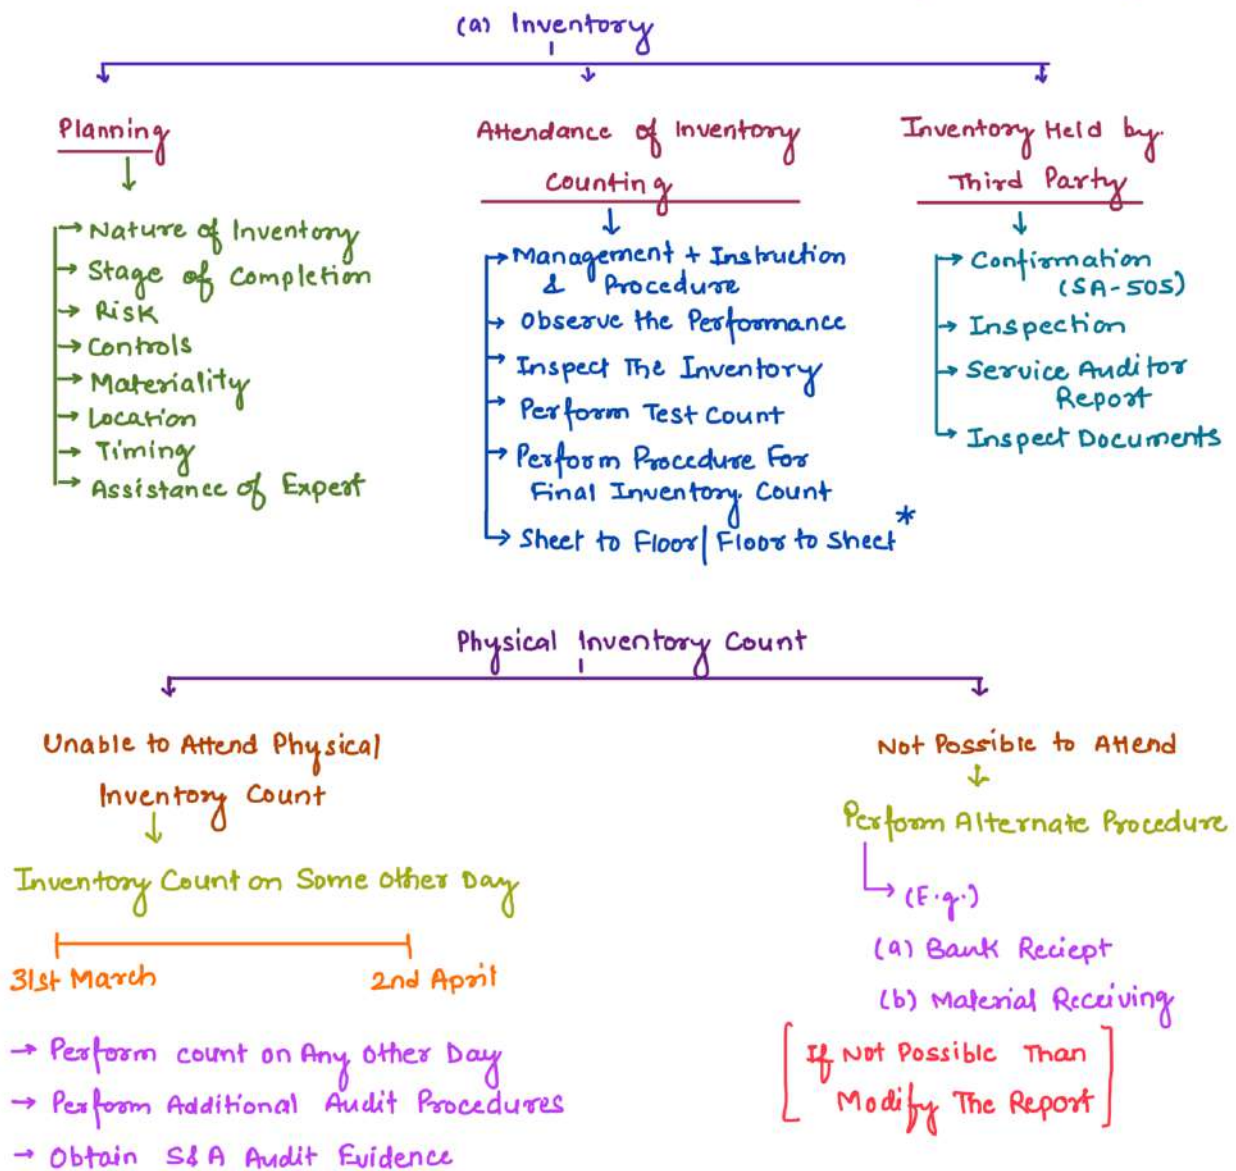 (a) Inventory
Planning
→ Nature of Inventory
→ Stage of Completion
→ Risk
→ Controls
→ Materiality
→ Location
→ Timing
→ Assistance of Expert
Attendance of Inventory
Counting
→ Management + Instruction
& Procedure
→ Observe the Performance
→ Inspect The Inventory
→ Perform Test Count
→ Perform Procedure For
Final Inventory Count
→ Sheet to Floor | Floor to Sheet *
Inventory Held by
Third Party
→ Confirmation
(SA-505)
→ Inspection
→ Service Auditor
Report
→ Inspect Documents
Physical Inventory Count
Unable to Attend Physical
Inventory Count
Inventory Count on Some Other Day
31st March 2nd April
→ Perform count on Any Other Day
→ Perform Additional Audit Procedures
→ Obtain S&A Audit Evidence
Not Possible to Attend
Perform Alternate Procedure
→ (E.g.)
(a) Bank Reciept
(b) Material Receiving
[If Not Possible Than
Modify The Report]